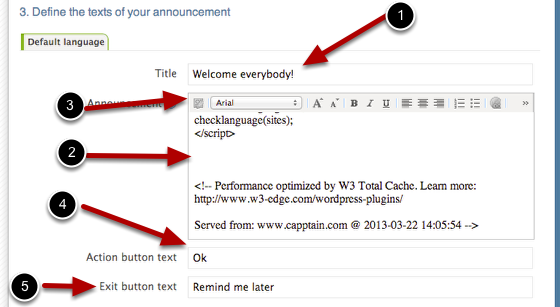 3. Define the texts of your announcement
1
Default language
Title Welcome everybody!
3 Announcement Arial A A B I U »
checklanguage(sites);
</script>
2
<!-- Performance optimized by W3 Total Cache. Learn more:
http://www.w3-edge.com/wordpress-plugins/
4
Served from: www.capptain.com @ 2013-03-22 14:05:54 -->
Action button text Ok
5 Exit button text Remind me later